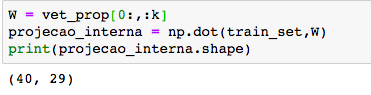 W = vet_prop[0:,:k]
projecao_interna = np.dot(train_set,W)
print(projecao_interna.shape)
(40, 29)